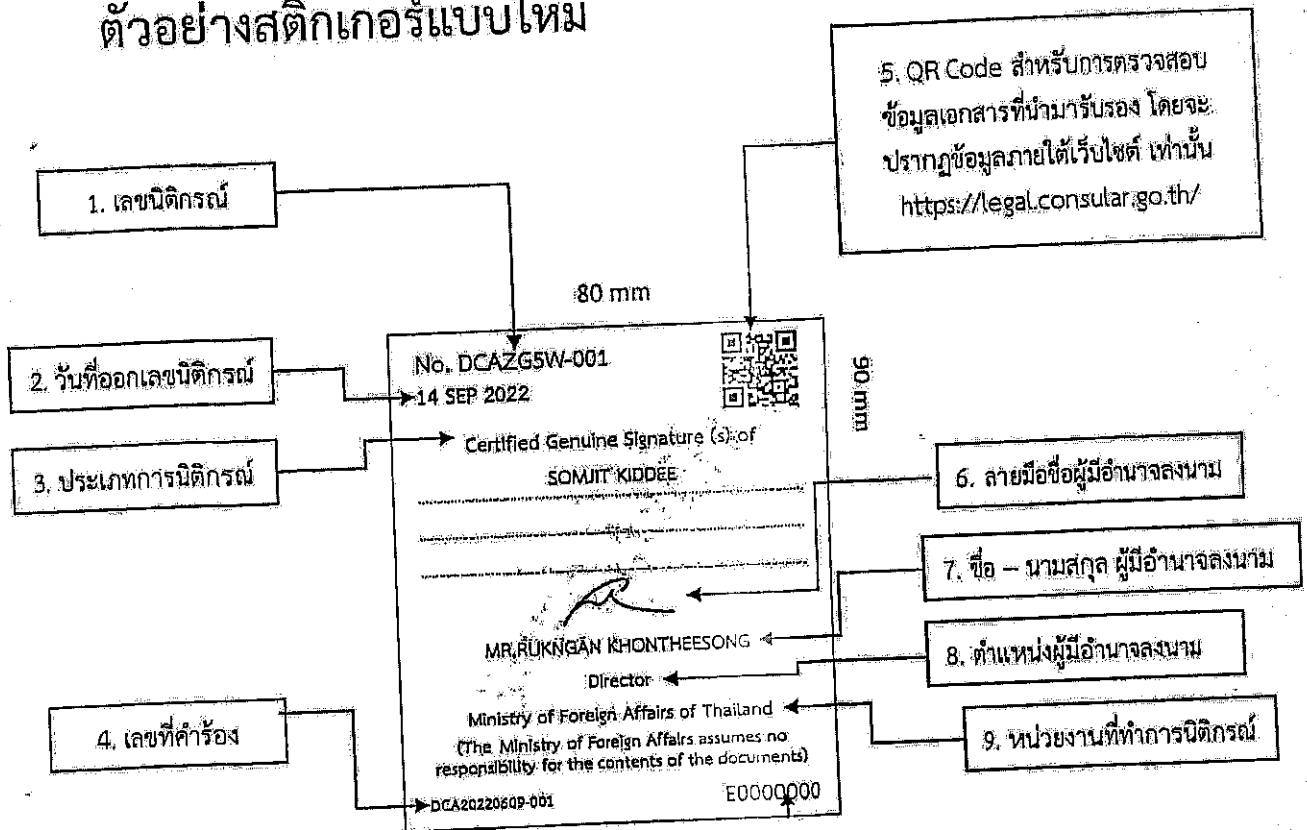 ตัวอย่างสติกเกอร์แบบใหม่
5. QR Code สำหรับการตรวจสอบ
ข้อมูลเอกสารที่นำมารับรอง โดยจะ
ปรากฏข้อมูลภายใต้เว็บไซต์ เท่านั้น
https://legal.consular.go.th/
1. เลขนิติกรณ์
80 mm
2. วันที่ออกเลขนิติกรณ์
3. ประเภทการนิติกรณ์
No. DCAZG5W-001
14 SEP 2022
90 mm
Certified Genuine Signature (s) of
SOMJIT KIDDEE
6. ลายมือชื่อผู้มีอำนาจลงนาม
7. ชื่อ – นามสกุล ผู้มีอำนาจลงนาม
MR.RUKNGAN KHONTHEESONG
8. ตำแหน่งผู้มีอำนาจลงนาม
Director
4. เลขที่คำร้อง
Ministry of Foreign Affairs of Thailand
9. หน่วยงานที่ทำการนิติกรณ์
(The Ministry of Foreign Affairs assumes no
responsibility for the contents of the documents)
DCA20220609-001
E0000000